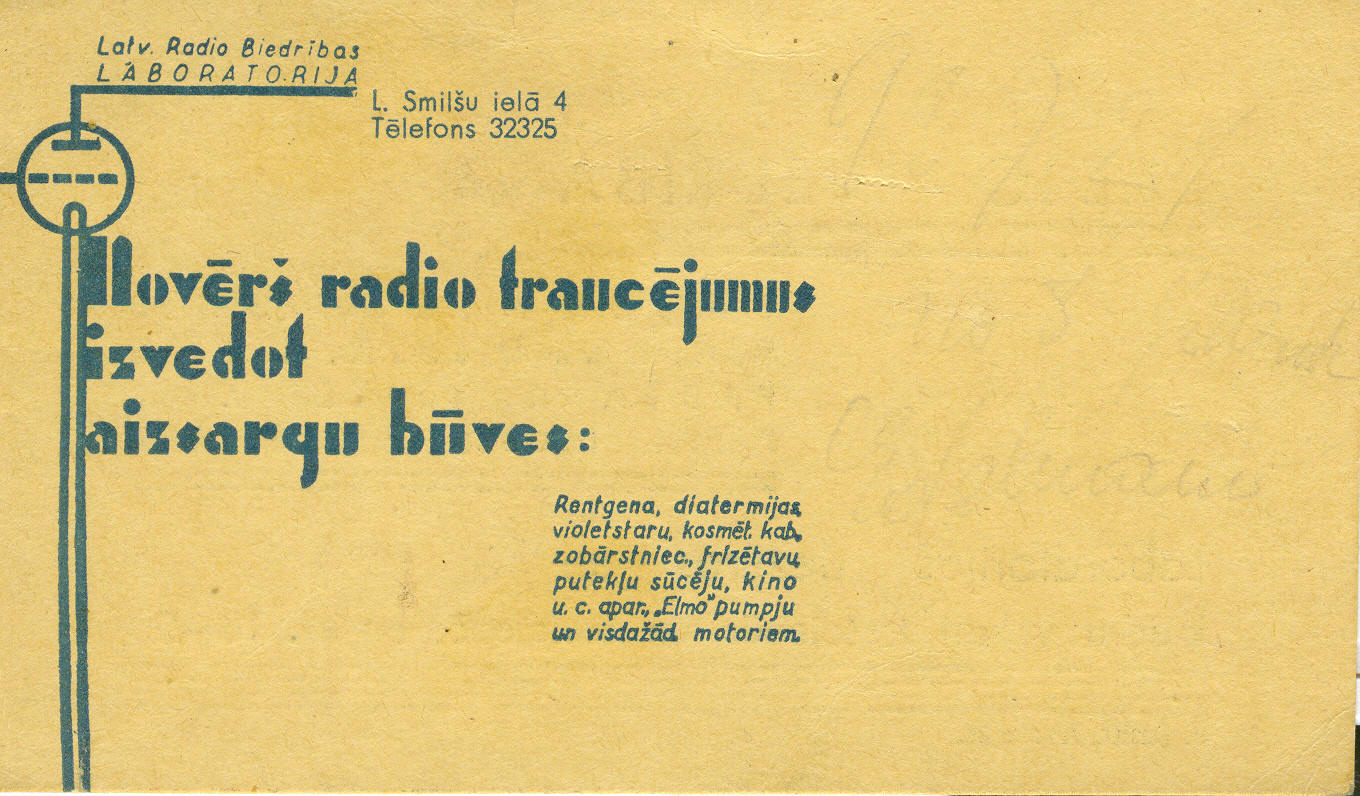 Latv. Radio Biedrības
LABORATORIJA
L. Smilšu ielā 4
Tēlefons 32325
Novērš radio traucējumus
izvedot
aizsargu būves:
Rentgena, diatermijas,
violetstaru, kosmēt. kab.,
zobārstniec., frizētavu,
putekļu sūcēju, kino
u. c. apar., „Elmo" pumpju
un visdažād. motoriem.